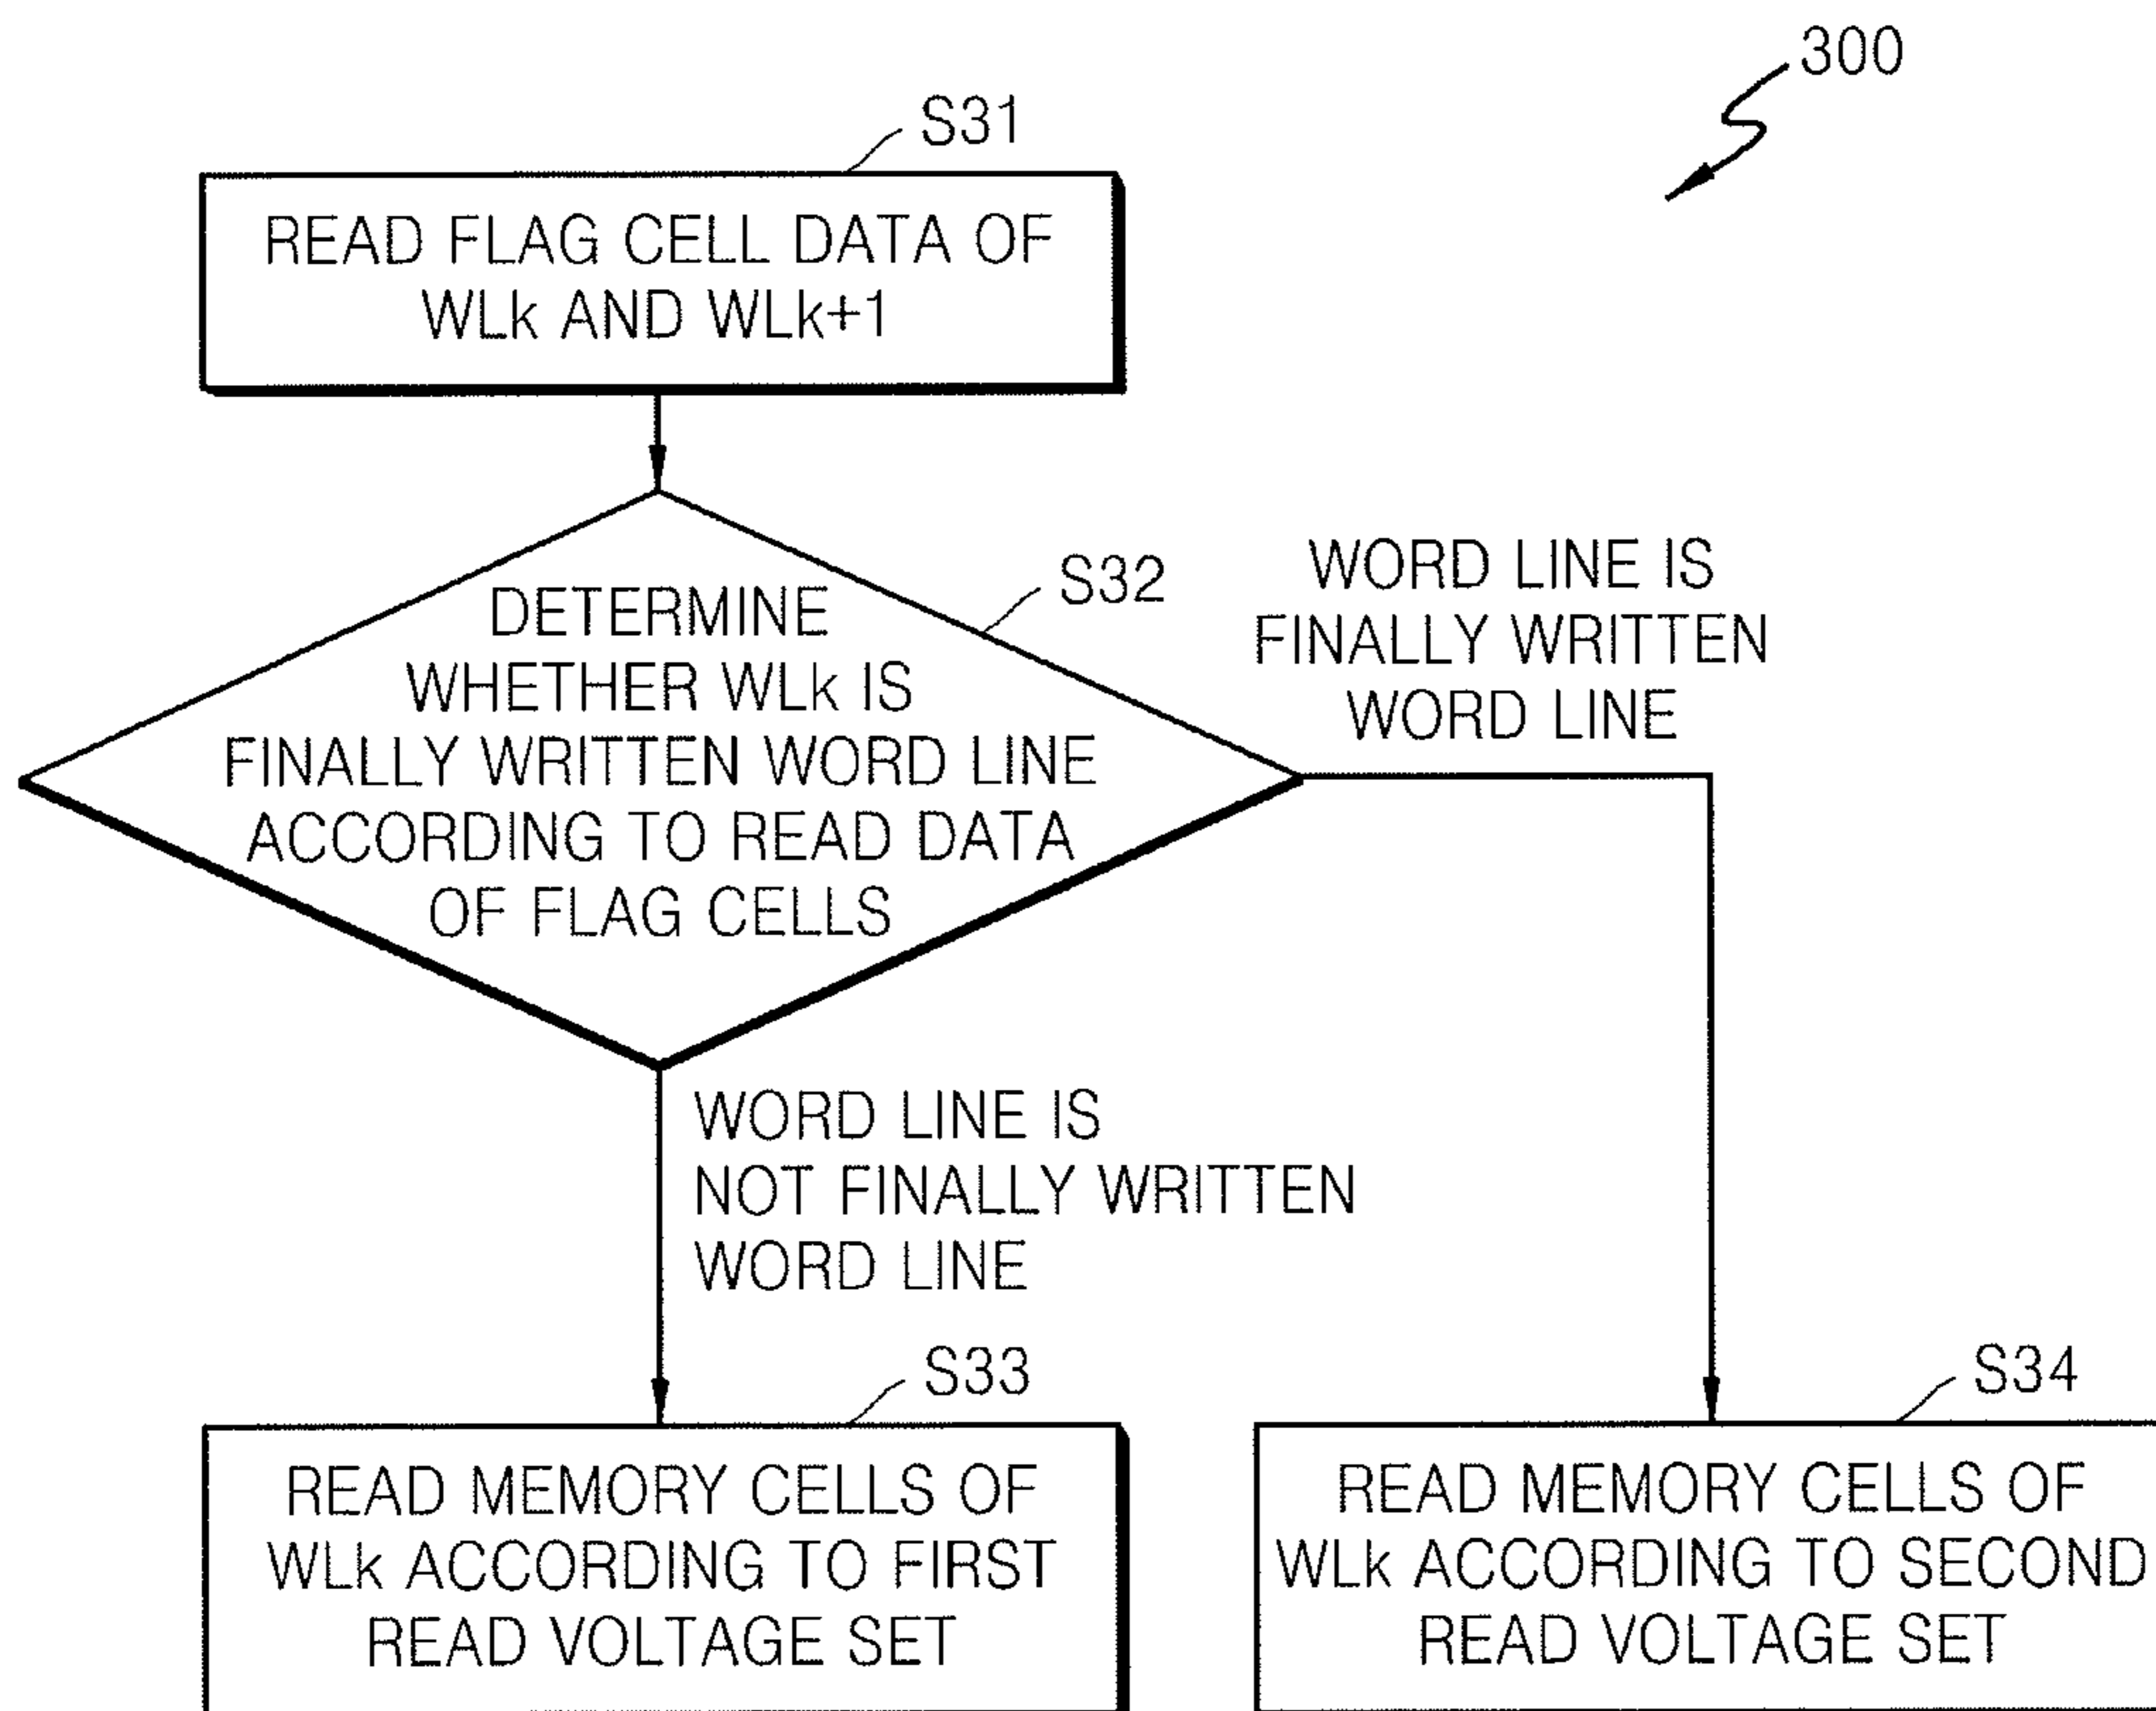 300
S31
READ FLAG CELL DATA OF
WLk AND WLk+1
S32
DETERMINE
WHETHER WLk IS
FINALLY WRITTEN WORD LINE
ACCORDING TO READ DATA
OF FLAG CELLS
WORD LINE IS
FINALLY WRITTEN
WORD LINE
WORD LINE IS
NOT FINALLY WRITTEN
WORD LINE
S33
READ MEMORY CELLS OF
WLk ACCORDING TO FIRST
READ VOLTAGE SET
S34
READ MEMORY CELLS OF
WLk ACCORDING TO SECOND
READ VOLTAGE SET